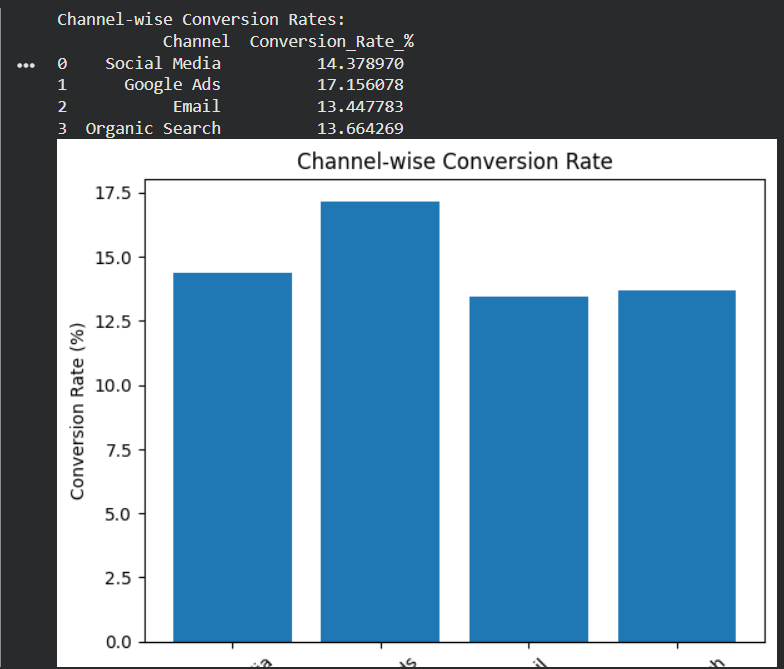 Channel-wise Conversion Rates:
Channel Conversion_Rate_%
0 Social Media 14.378970
1 Google Ads 17.156078
2 Email 13.447783
3 Organic Search 13.664269
Channel-wise Conversion Rate
17.5
15.0
12.5
10.0
7.5
5.0
2.5
0.0
Conversion Rate (%)